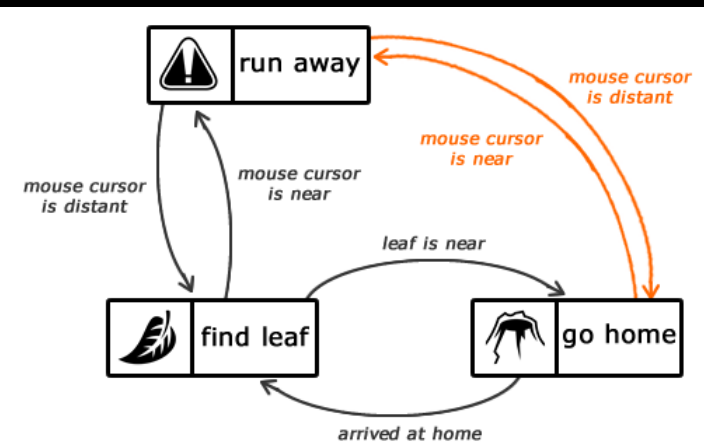 run away
mouse cursor
is distant
mouse cursor
is near
mouse cursor
is distant
mouse cursor
is near
leaf is near
find leaf
go home
arrived at home